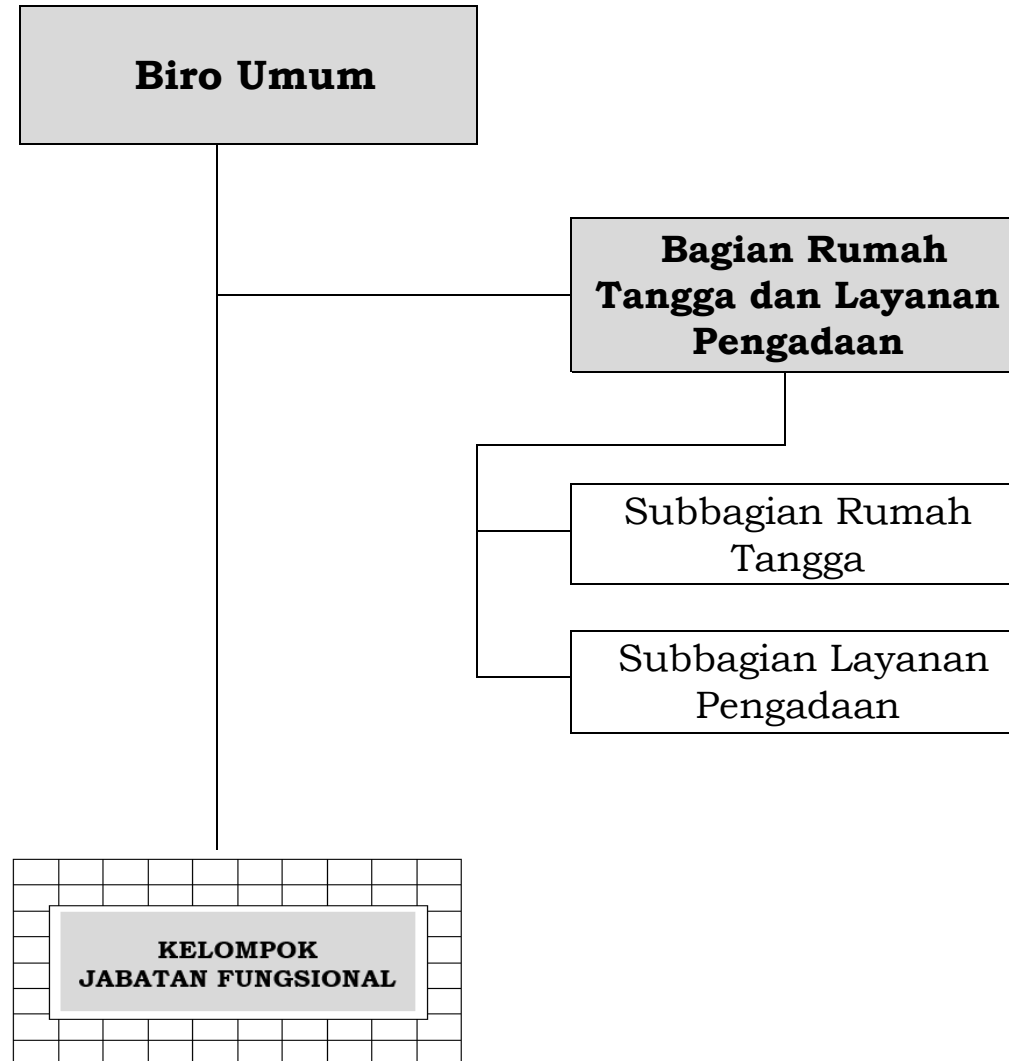 Biro Umum
Bagian Rumah
Tangga dan Layanan
Pengadaan
Subbagian Rumah
Tangga
Subbagian Layanan
Pengadaan
KELOMPOK
JABATAN FUNGSIONAL